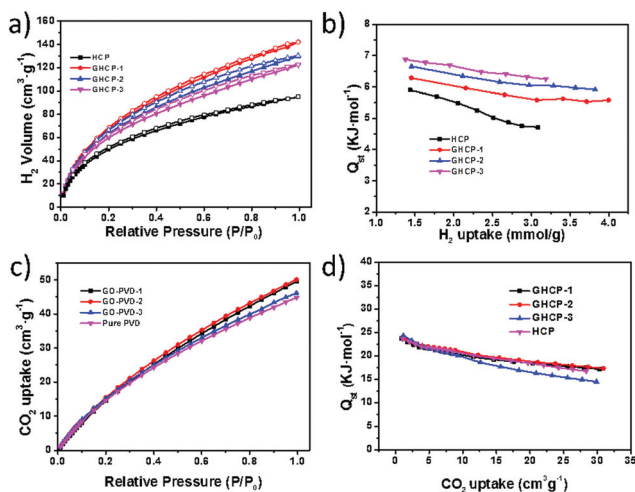 a)
H2 Volume (cm3·g-1)
160
140
120
100
80
60
40
20
0
HCP
GHCP-1
GHCP-2
GHCP-3
0.0 0.2 0.4 0.6 0.8 1.0
Relative Pressure (P/P0)
b)
Qst (KJ·mol-1)
9
8
7
6
5
4
3
2
HCP
GHCP-1
GHCP-2
GHCP-3
1.0 1.5 2.0 2.5 3.0 3.5 4.0
H2 uptake (mmol/g)
c)
CO2 uptake (cm3·g-1)
50
40
30
20
10
0
GO-PVD-1
GO-PVD-2
GO-PVD-3
Pure PVD
0.0 0.2 0.4 0.6 0.8 1.0
Relative Pressure (P/P0)
d)
Qst (KJ·mol-1)
40
35
30
25
20
15
10
5
0
GHCP-1
GHCP-2
GHCP-3
HCP
0 5 10 15 20 25 30 35
CO2 uptake (cm3g-1)